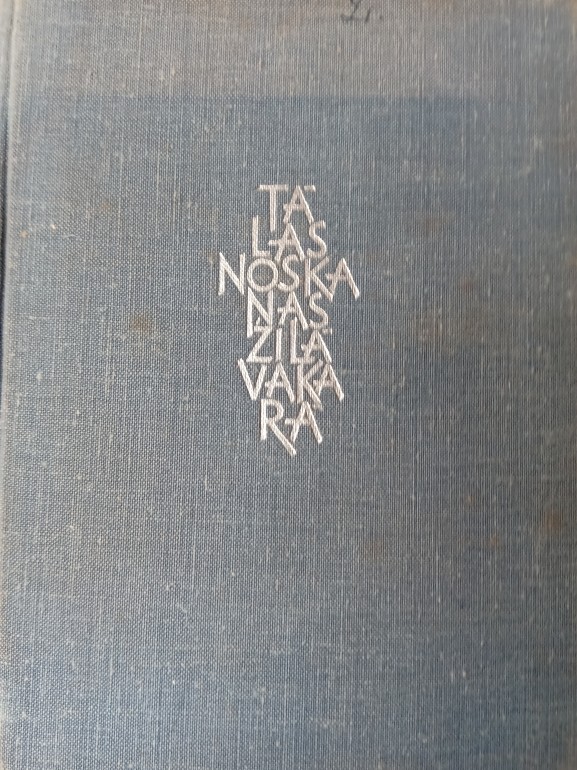 TĀ
LAS
NOSKA
ŅAS
ZILĀ
VAKA
RĀ